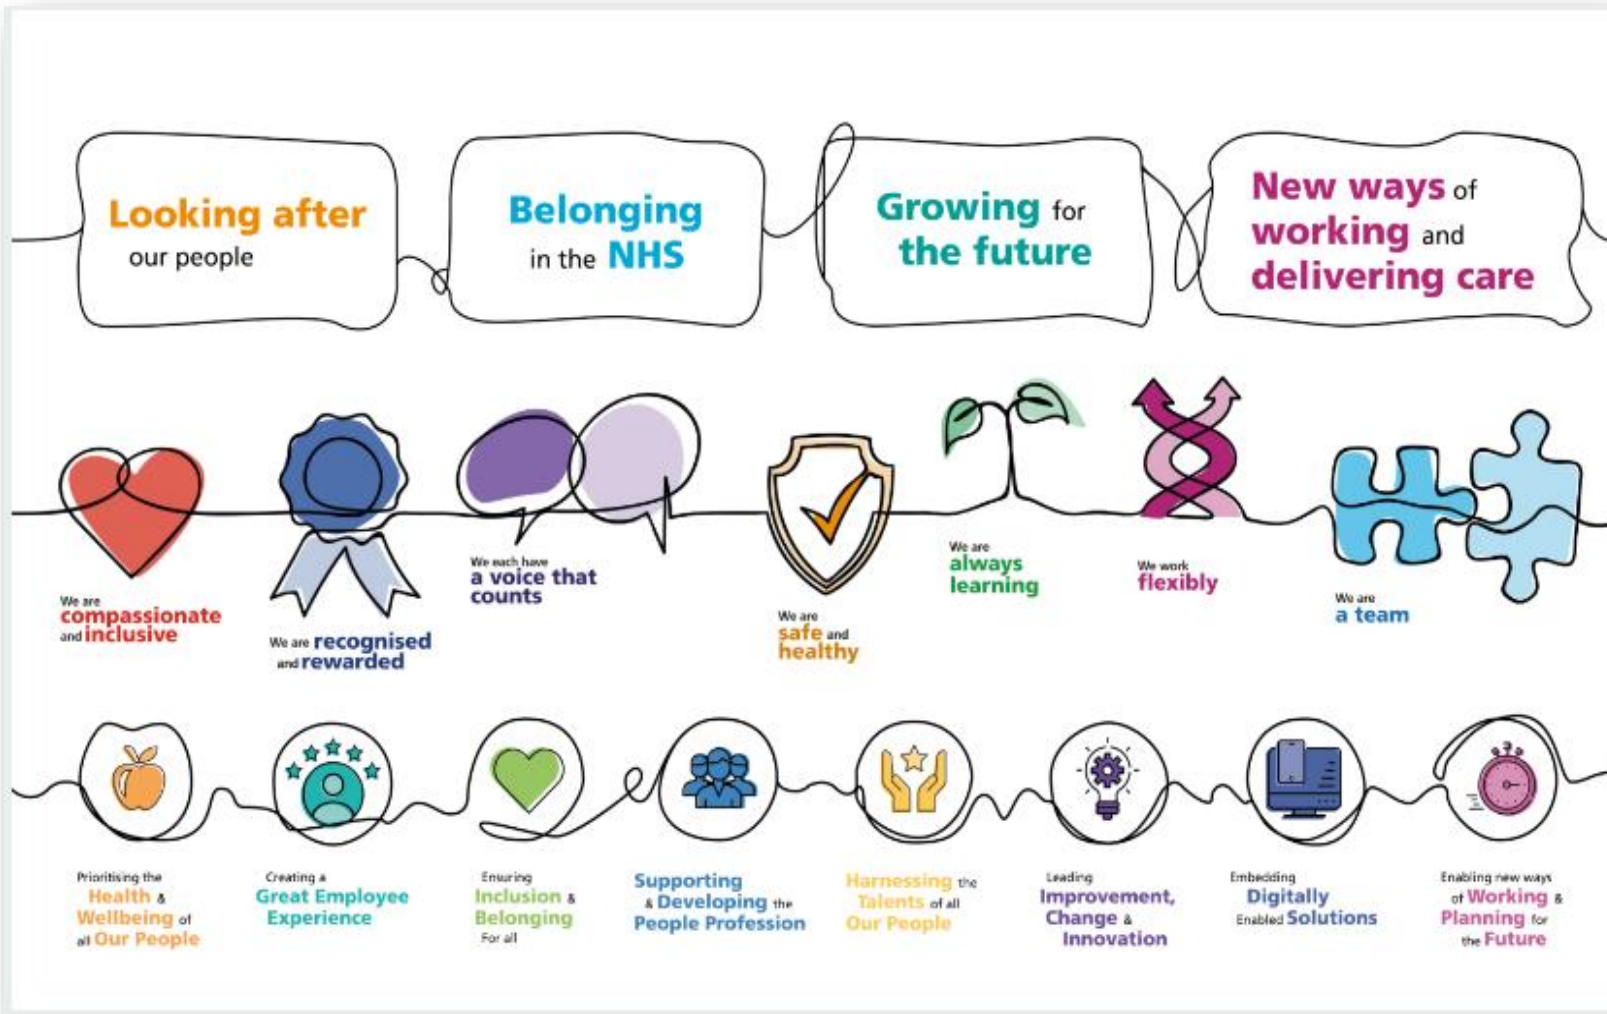 Looking after
our people
Belonging
in the NHS
Growing for
the future
New ways of
working and
delivering care
We are
compassionate
and inclusive
We are recognised
and rewarded
We each have
a voice that
counts
We are
safe and
healthy
We are
always
learning
We work
flexibly
We are
a team
Prioritising the
Health &
Wellbeing of
all Our People
Creating a
Great Employee
Experience
Ensuring
Inclusion &
Belonging
For all
Supporting
& Developing the
People Profession
Harnessing the
Talents of all
Our People
Leading
Improvement,
Change &
Innovation
Embedding
Digitally
Enabled Solutions
Enabling new ways
of Working &
Planning for
the Future